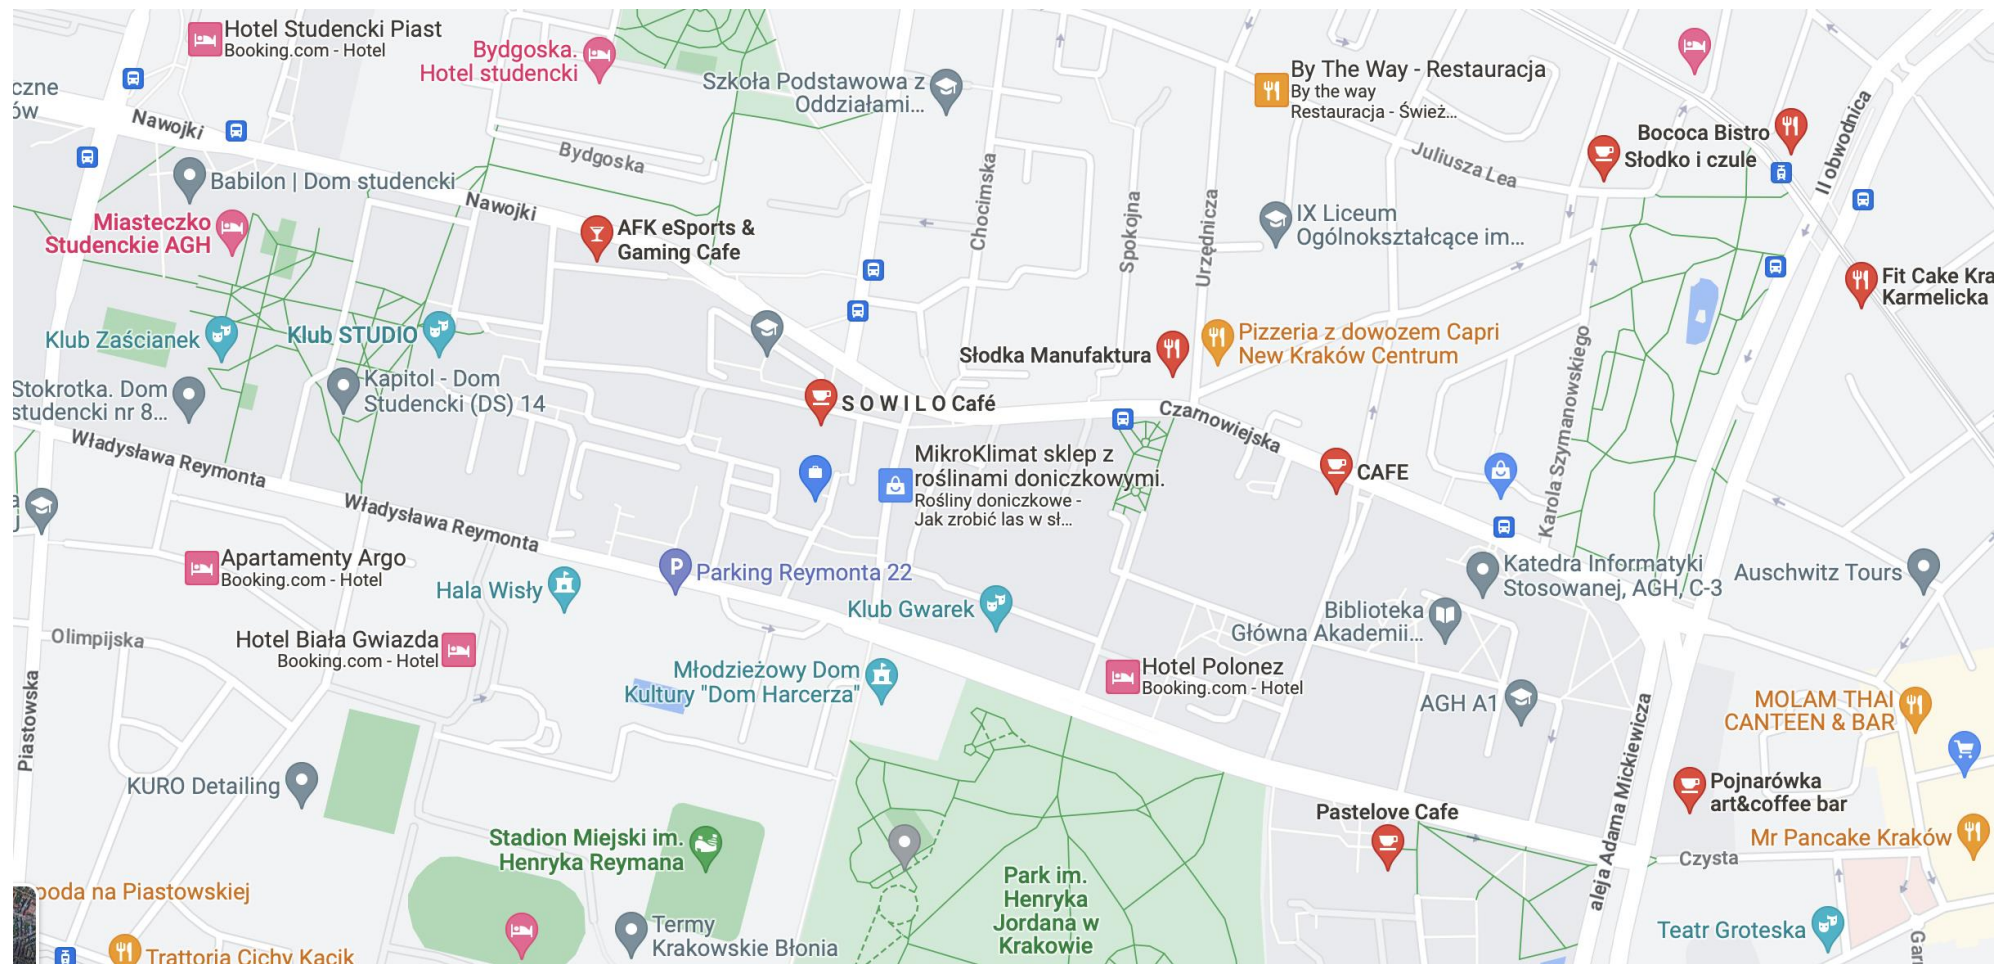 Hotel Studencki Piast
Booking.com - Hotel
Bydgoska.
Hotel studencki
Szkoła Podstawowa z
Oddziałami...
By The Way - Restauracja
By the way
Restauracja - Śwież...
czne
ów
Nawojki
Bydgoska
Bococa Bistro
Słodko i czule
Juliusza Lea
II obwodnica
Babilon | Dom studencki
Nawojki
Chocimska
Spokojna
Urzędnicza
IX Liceum
Ogólnokształcące im...
Miasteczko
Studenckie AGH
AFK eSports &
Gaming Cafe
Fit Cake Kra
Karmelicka
Klub Zaścianek
Klub STUDIO
Słodka Manufaktura
Pizzeria z dowozem Capri
New Kraków Centrum
Karola Szymanowskiego
Stokrotka. Dom
studencki nr 8...
Kapitol - Dom
Studencki (DS) 14
S O W I L O Café
Czarnowiejska
Władysława Reymonta
MikroKlimat sklep z
roślinami doniczkowymi.
Rośliny doniczkowe -
Jak zrobić las w sł...
CAFE
Władysława Reymonta
Apartamenty Argo
Booking.com - Hotel
Hala Wisły
P
Parking Reymonta 22
Klub Gwarek
Katedra Informatyki
Stosowanej, AGH, C-3
Auschwitz Tours
Biblioteka
Główna Akademii...
Olimpijska
Hotel Biała Gwiazda
Booking.com - Hotel
Młodzieżowy Dom
Kultury "Dom Harcerza"
Hotel Polonez
Booking.com - Hotel
AGH A1
MOLAM THAI
CANTEEN & BAR
Piastowska
aleja Adama Mickiewicza
KURO Detailing
Pojnarówka
art&coffee bar
Pastelove Cafe
Stadion Miejski im.
Henryka Reymana
Mr Pancake Kraków
Czysta
Park im.
Henryka
Jordana w
Krakowie
poda na Piastowskiej
Termy
Krakowskie Błonia
Teatr Groteska
Trattoria Cichy Kącik
Gar